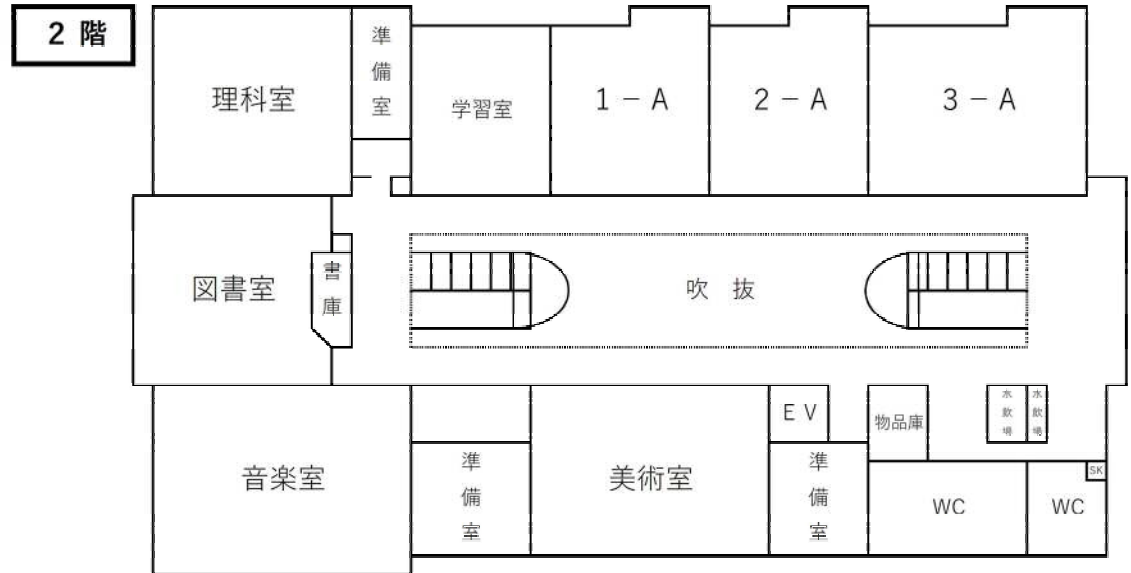 2 階
理科室
準備室
学習室
1 － A
2 － A
3 － A
図書室
書庫
吹 抜
音楽室
準備室
美術室
E V
準備室
物品庫
水飲場
水飲場
WC
WC
SK